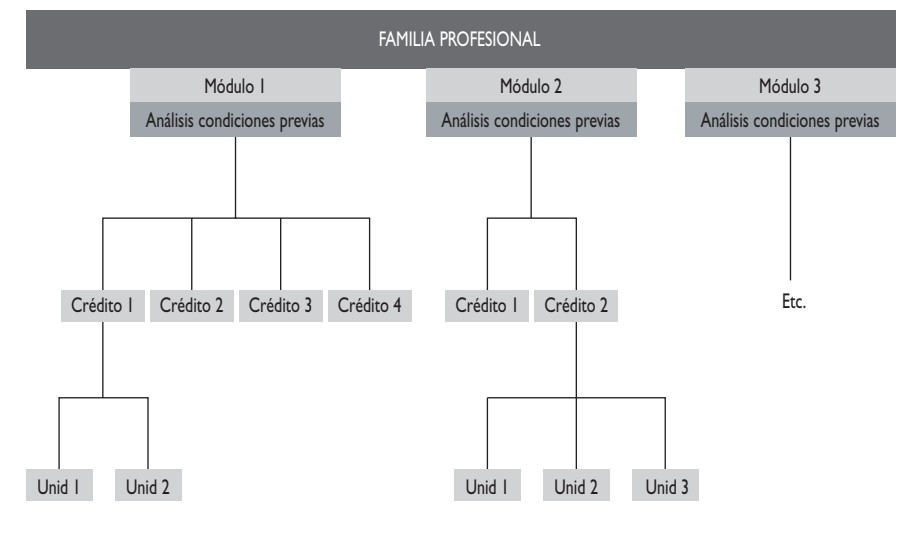 FAMILIA PROFESIONAL
Módulo 1
Módulo 2
Módulo 3
Análisis condiciones previas
Análisis condiciones previas
Análisis condiciones previas
Crédito 1
Crédito 2
Crédito 3
Crédito 4
Crédito 1
Crédito 2
Etc.
Unid 1
Unid 2
Unid 1
Unid 2
Unid 3